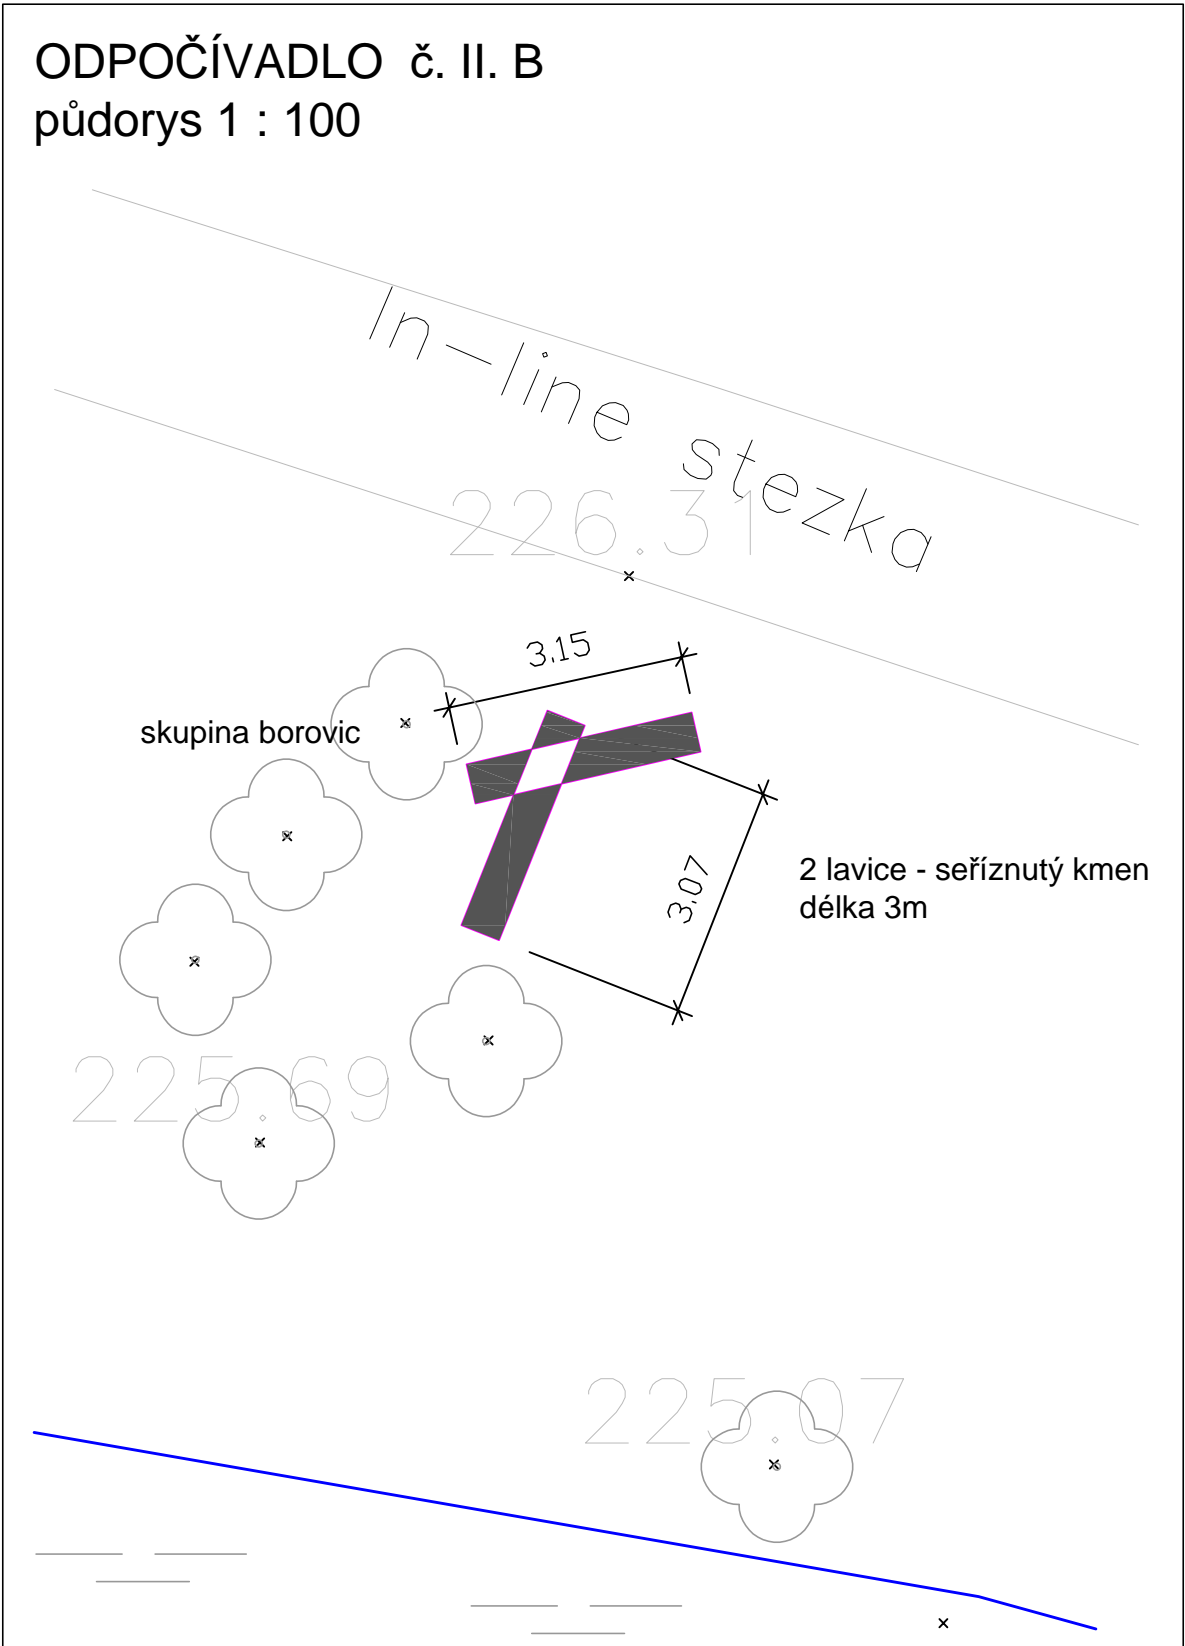 ODPOČÍVADLO č. II. B
půdorys 1 : 100
In-line stezka
226.31
3.15
skupina borovic
3.07
2 lavice - seříznutý kmen
délka 3m
225.69
225.07